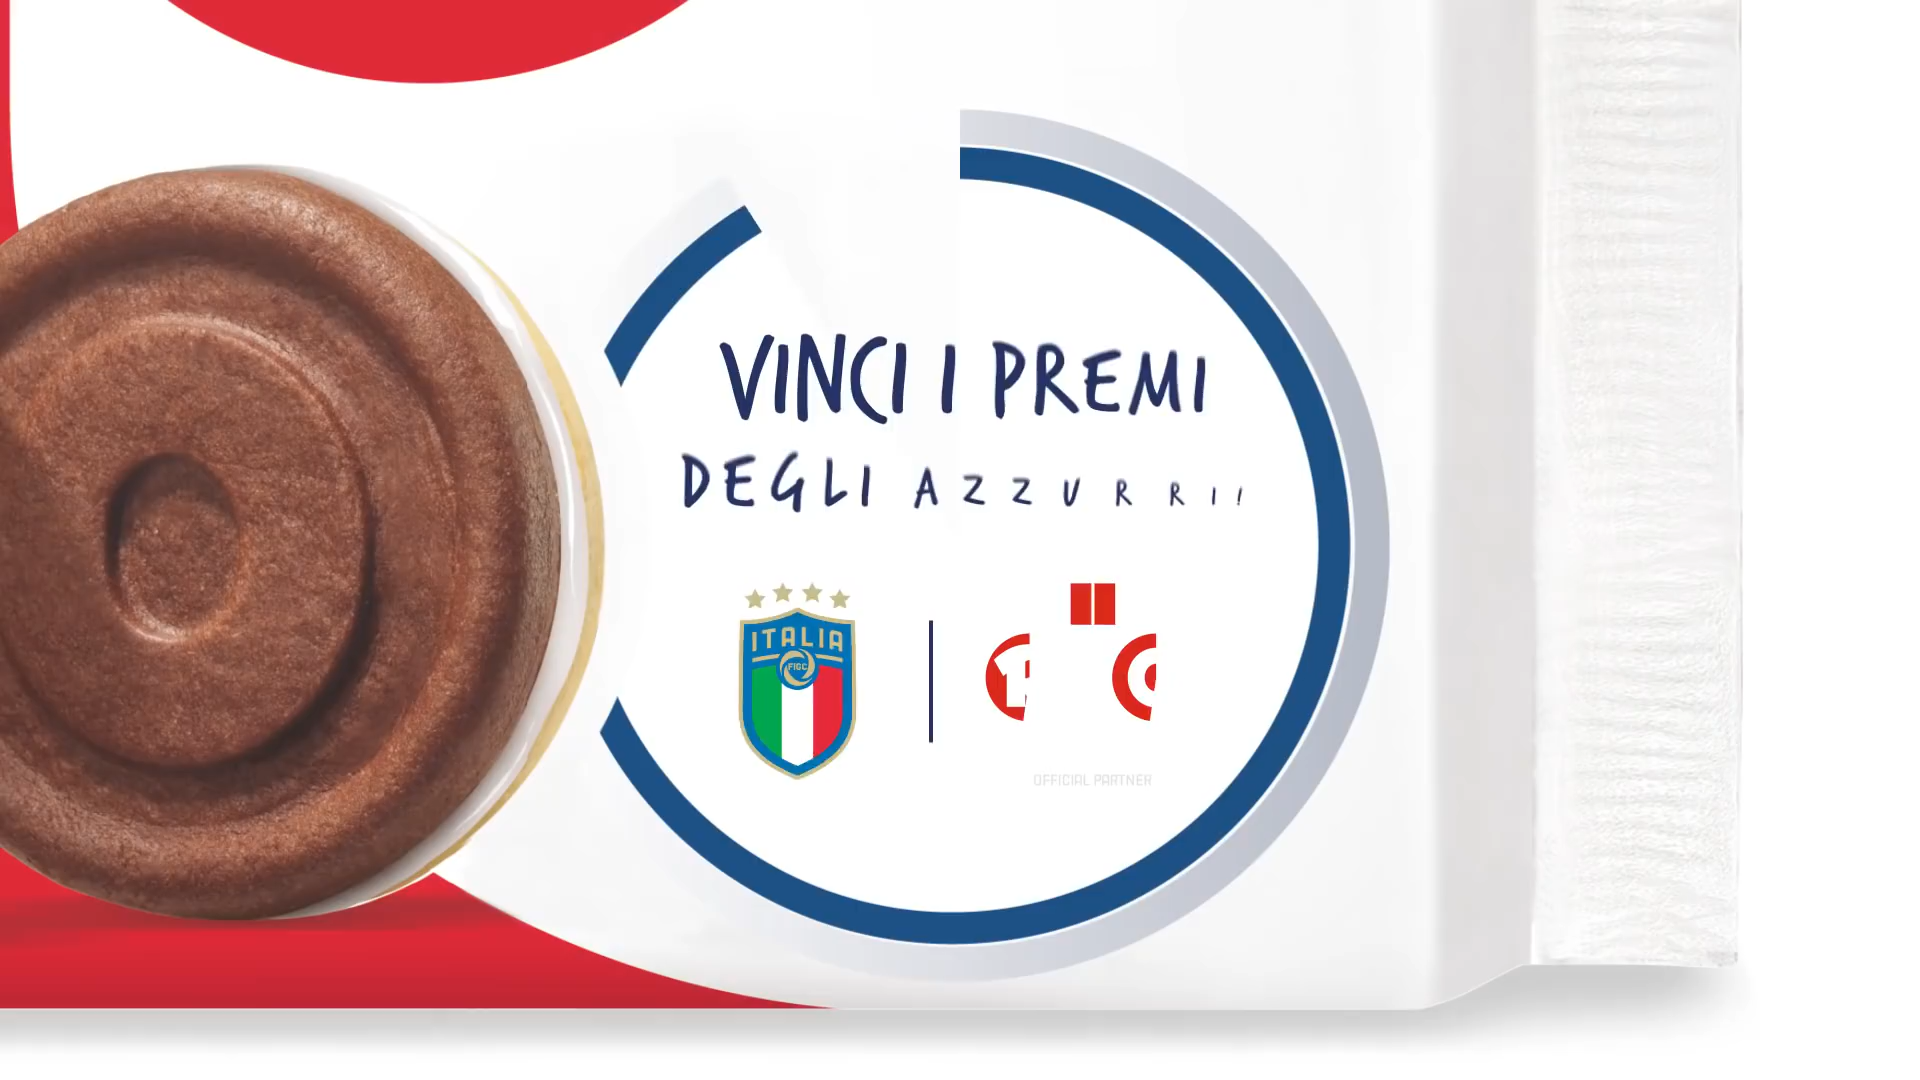 VINCI I PREMI
DEGLI AZZURRI!
ITALIA
FIGC
OFFICIAL PARTNER